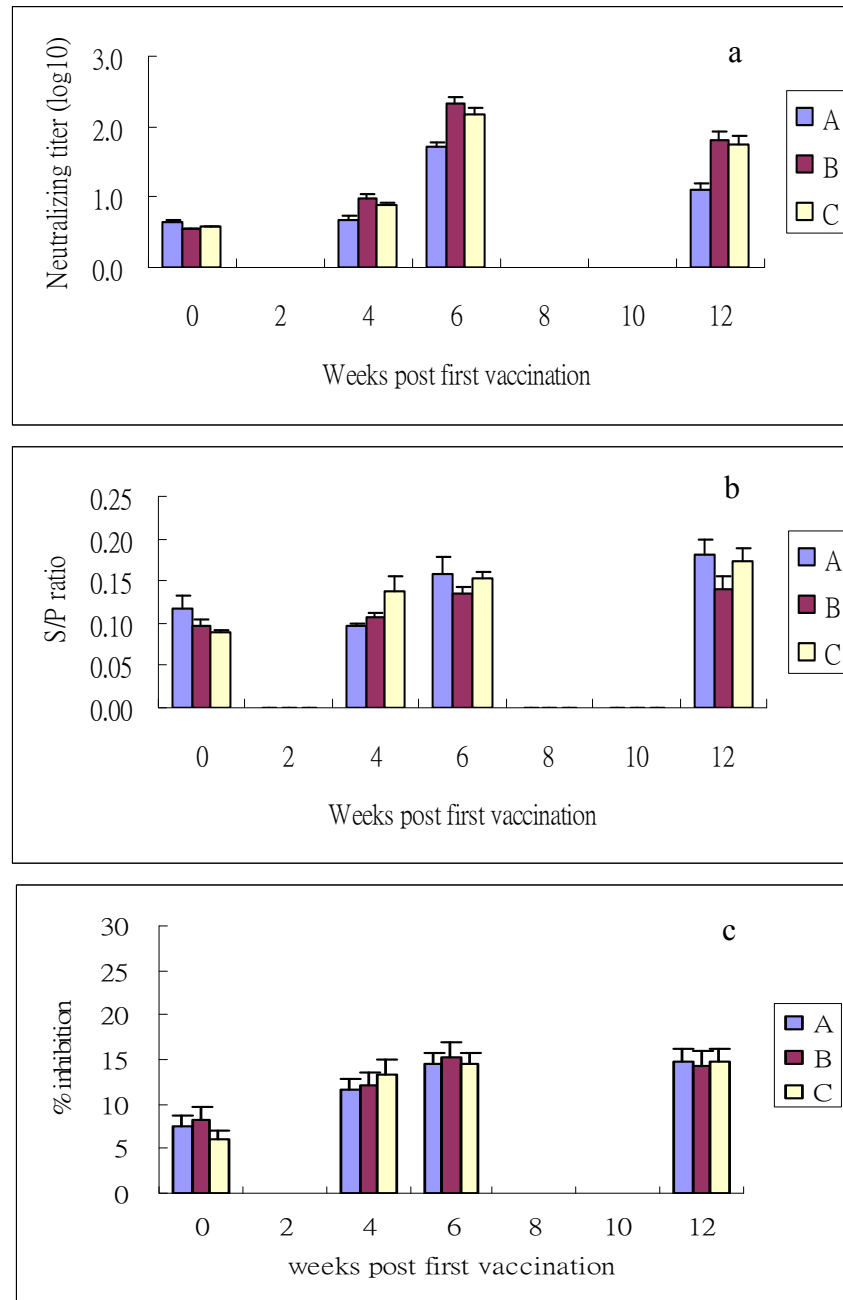 a
Neutralizing titer (log10)
3.0
2.0
1.0
0.0
0 2 4 6 8 10 12
Weeks post first vaccination
A
B
C
b
S/P ratio
0.25
0.20
0.15
0.10
0.05
0.00
0 2 4 6 8 10 12
Weeks post first vaccination
A
B
C
c
% inhibition
30
25
20
15
10
5
0
0 2 4 6 8 10 12
weeks post first vaccination
A
B
C